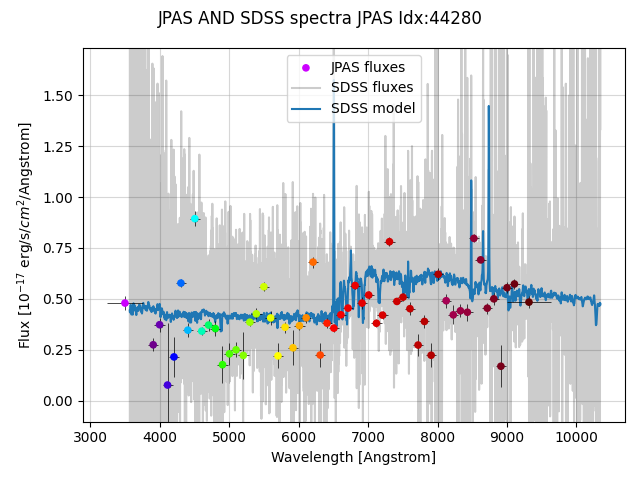 JPAS AND SDSS spectra JPAS Idx:44280
JPAS fluxes
SDSS fluxes
SDSS model
Flux [10⁻¹⁷ erg/s/cm²/Angstrom]
1.50
1.25
1.00
0.75
0.50
0.25
0.00
3000 4000 5000 6000 7000 8000 9000 10000
Wavelength [Angstrom]